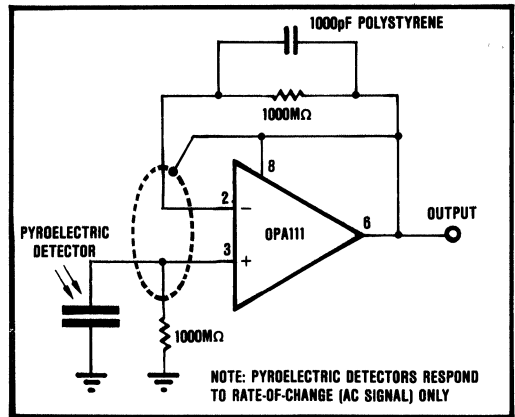 1000pF POLYSTYRENE
1000MΩ
8
2
−
PYROELECTRIC
DETECTOR
3
+
OPA111
6
OUTPUT
1000MΩ
NOTE: PYROELECTRIC DETECTORS RESPOND
TO RATE-OF-CHANGE (AC SIGNAL) ONLY